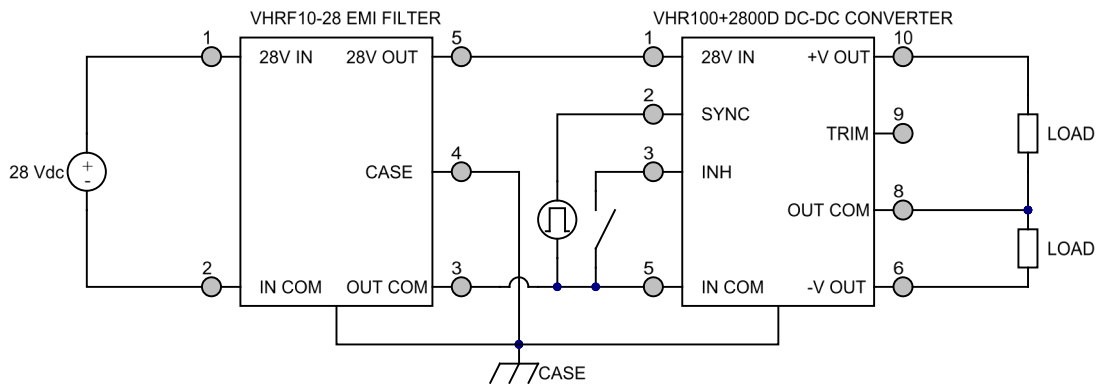 VHRF10-28 EMI FILTER
VHR100+2800D DC-DC CONVERTER
1
28V IN
28V OUT
5
1
28V IN
+V OUT
10
2
SYNC
TRIM
9
LOAD
28 Vdc
+
-
CASE
4
3
INH
OUT COM
8
LOAD
2
IN COM
OUT COM
3
5
IN COM
-V OUT
6
CASE